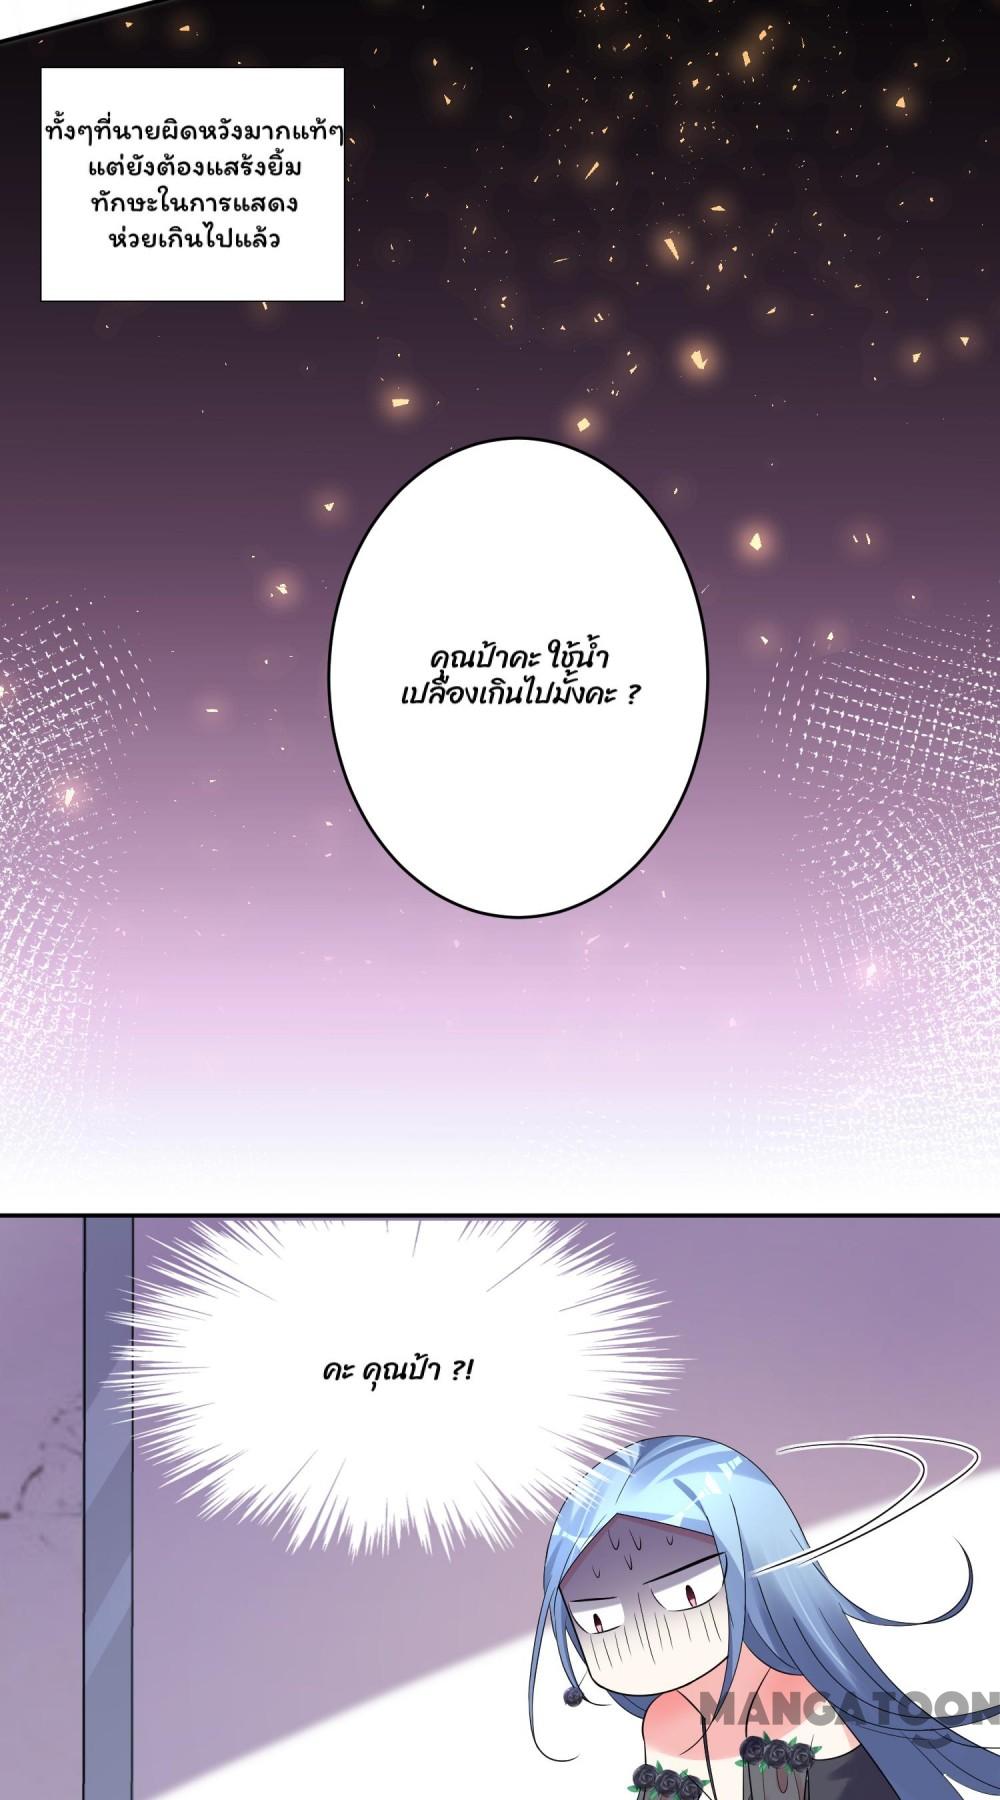 ทั้งๆที่นายผิดหวังมากแท้ๆ
แต่ยังต้องแสร้งยิ้ม
ทักษะในการแสดง
ห่วยเกินไปแล้ว
คุณป้าคะ ใช้น้ำ
เปลืองเกินไปมั้งคะ ?
คะ คุณป้า ?!
MANGATOON